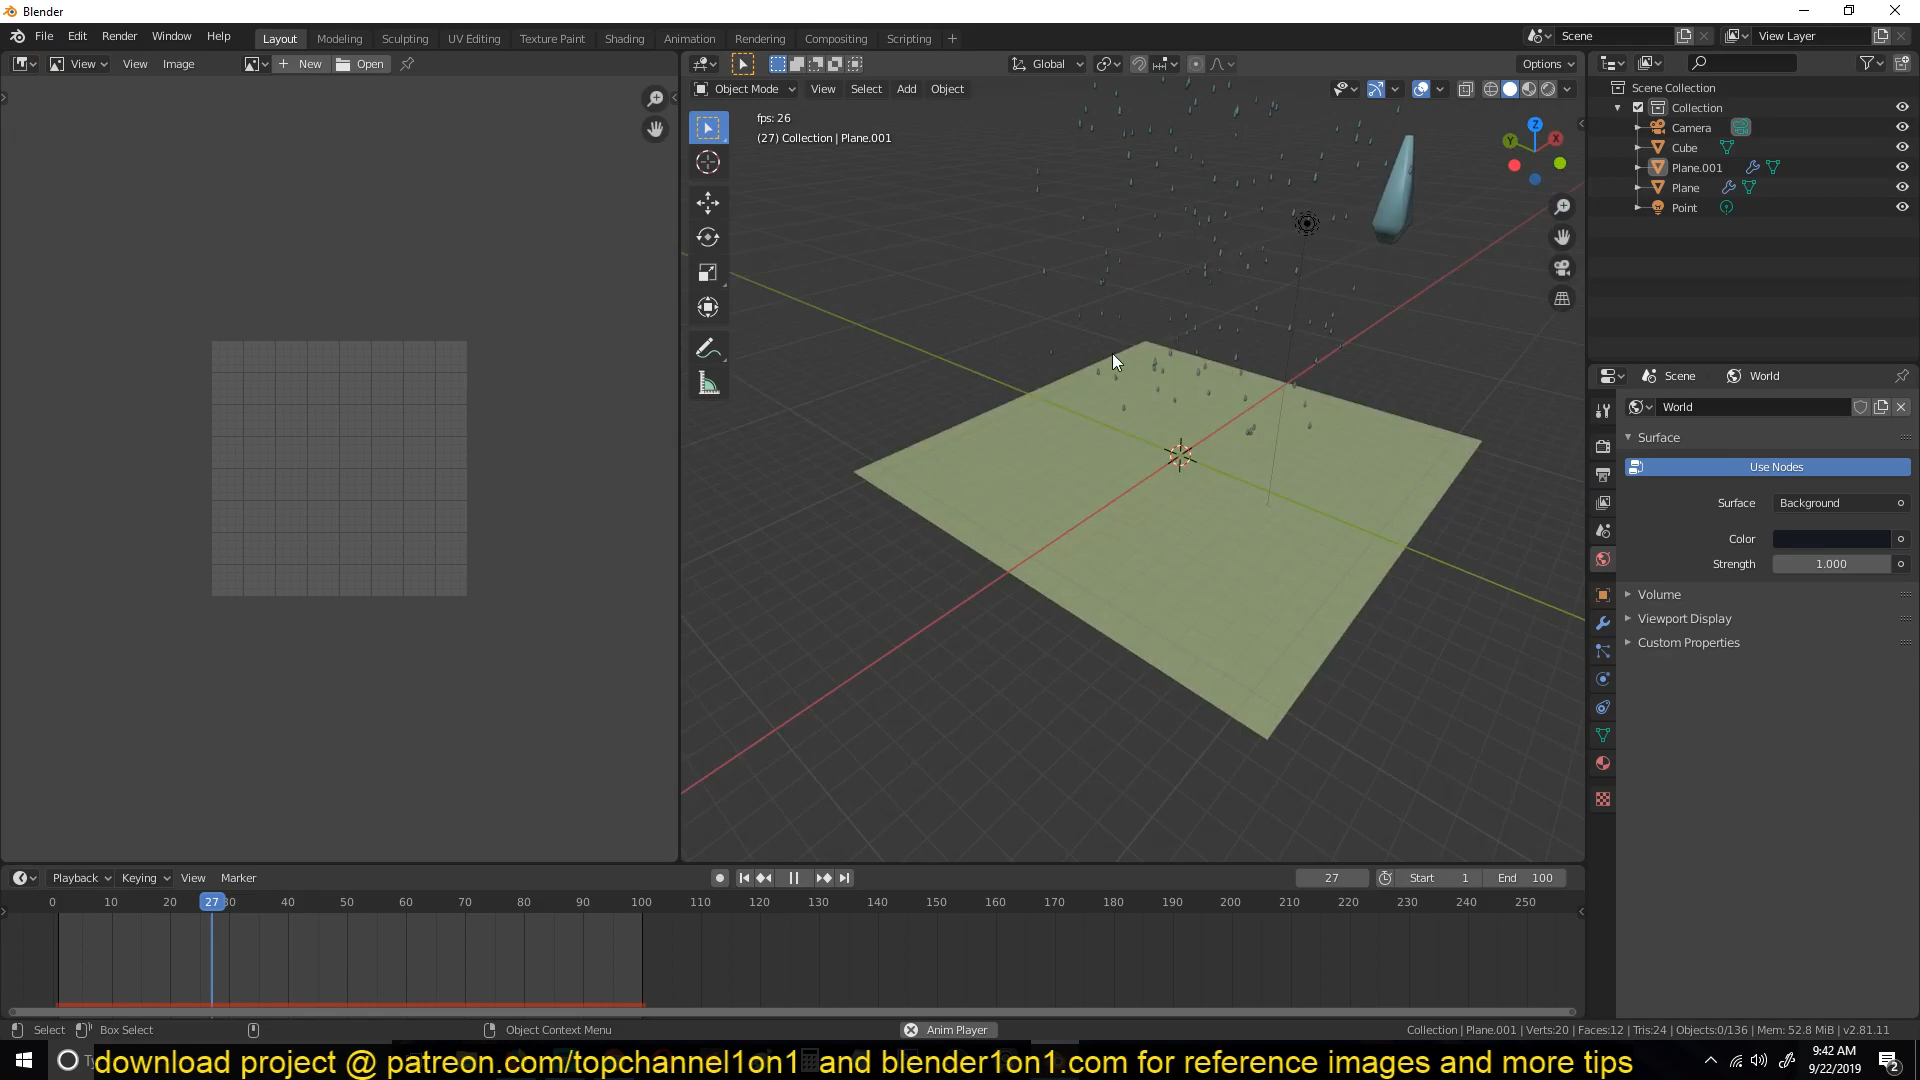 Blender
File Edit Render Window Help
Layout Modeling Sculpting UV Editing Texture Paint Shading Animation Rendering Compositing Scripting
Scene View Layer
View View Image New Open
Global Options
Object Mode View Select Add Object
fps: 26
(27) Collection | Plane.001
Z
Y X
Scene Collection
Collection
Camera
Cube
Plane.001
Plane
Point
Scene World
World
Surface
Use Nodes
Surface Background
Color
Strength 1.000
Volume
Viewport Display
Custom Properties
Playback Keying View Marker
27 Start 1 End 100
0 10 20 27 30 40 50 60 70 80 90 100 110 120 130 140 150 160 170 180 190 200 210 220 230 240 250
Select Box Select Object Context Menu Anim Player Collection | Plane.001 | Verts:20 | Faces:12 | Tris:24 | Objects:0/136 | Mem: 52.8 MiB | v2.81.11
download project @ patreon.com/topchannel1on1 and blender1on1.com for reference images and more tips
9:42 AM
9/22/2019
2